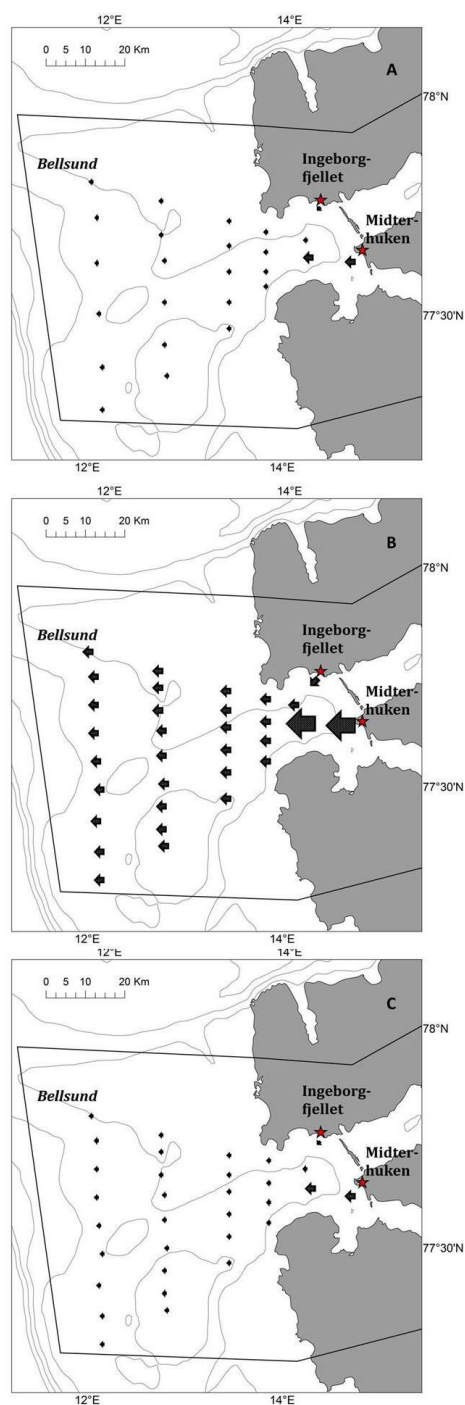 12°E 14°E
0 5 10 20 Km
A
78°N
Bellsund
Ingeborg-
fjellet
Midter-
huken
77°30'N
12°E 14°E
12°E 14°E
0 5 10 20 Km
B
78°N
Bellsund
Ingeborg-
fjellet
Midter-
huken
77°30'N
12°E 14°E
12°E 14°E
0 5 10 20 Km
C
78°N
Bellsund
Ingeborg-
fjellet
Midter-
huken
77°30'N
12°E 14°E